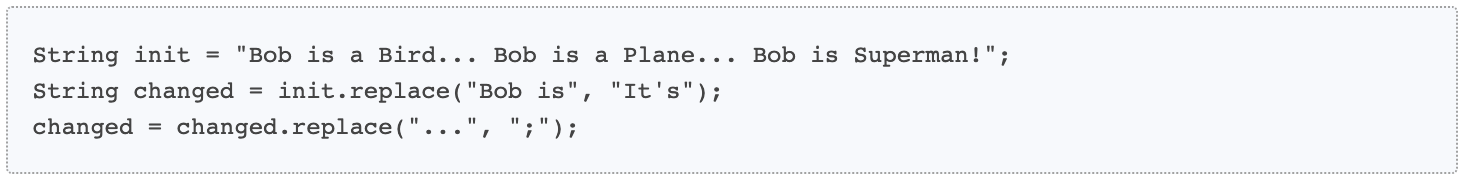 String init = "Bob is a Bird... Bob is a Plane... Bob is Superman!";
String changed = init.replace("Bob is", "It's");
changed = changed.replace("...", ";");